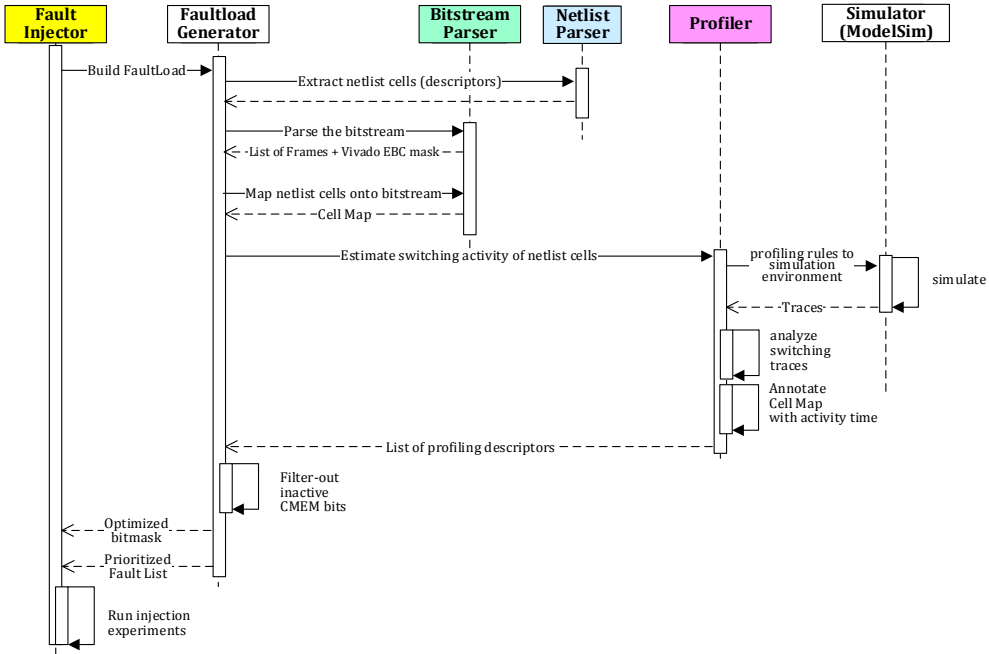 Fault
Injector
Faultload
Generator
Bitstream
Parser
Netlist
Parser
Profiler
Simulator
(ModelSim)
Build FaultLoad
Extract netlist cells (descriptors)
Parse the bitstream
List of Frames + Vivado EBC mask
Map netlist cells onto bitstream
Cell Map
Estimate switching activity of netlist cells
profiling rules to
simulation
environment
simulate
Traces
analyze
switching
traces
Annotate
Cell Map
with activity time
List of profiling descriptors
Filter-out
inactive
CMEM bits
Optimized
bitmask
Prioritized
Fault List
Run injection
experiments